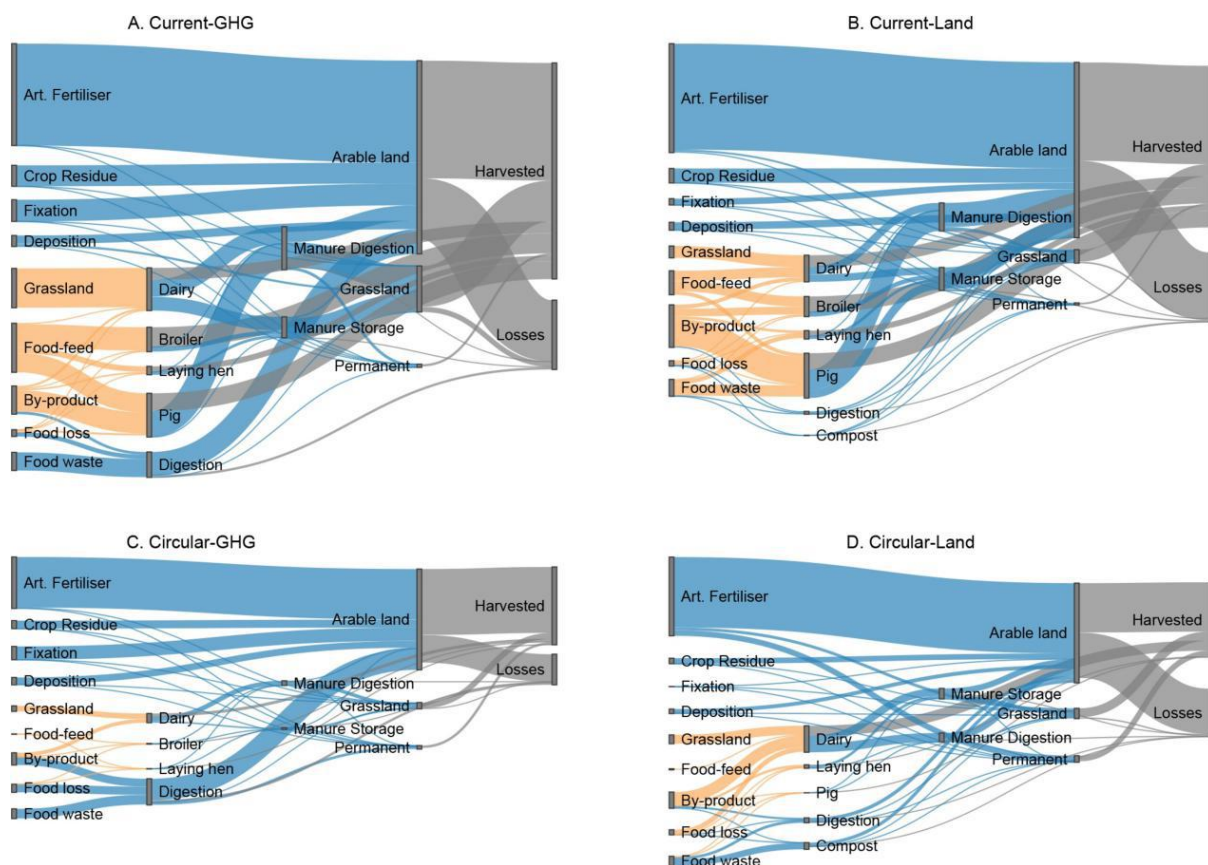 A. Current-GHG
Art. Fertiliser
Crop Residue
Fixation
Deposition
Grassland
Food-feed
By-product
Food loss
Food waste
Dairy
Broiler
Laying hen
Pig
Digestion
Manure Digestion
Manure Storage
Arable land
Grassland
Permanent
Harvested
Losses
B. Current-Land
Art. Fertiliser
Crop Residue
Fixation
Deposition
Grassland
Food-feed
By-product
Food loss
Food waste
Dairy
Broiler
Laying hen
Pig
Digestion
Compost
Manure Digestion
Manure Storage
Arable land
Grassland
Permanent
Harvested
Losses
C. Circular-GHG
Art. Fertiliser
Crop Residue
Fixation
Deposition
Grassland
Food-feed
By-product
Food loss
Food waste
Dairy
Broiler
Laying hen
Digestion
Manure Digestion
Manure Storage
Arable land
Grassland
Permanent
Harvested
Losses
D. Circular-Land
Art. Fertiliser
Crop Residue
Fixation
Deposition
Grassland
Food-feed
By-product
Food loss
Food waste
Dairy
Laying hen
Pig
Digestion
Compost
Manure Storage
Manure Digestion
Arable land
Grassland
Permanent
Harvested
Losses